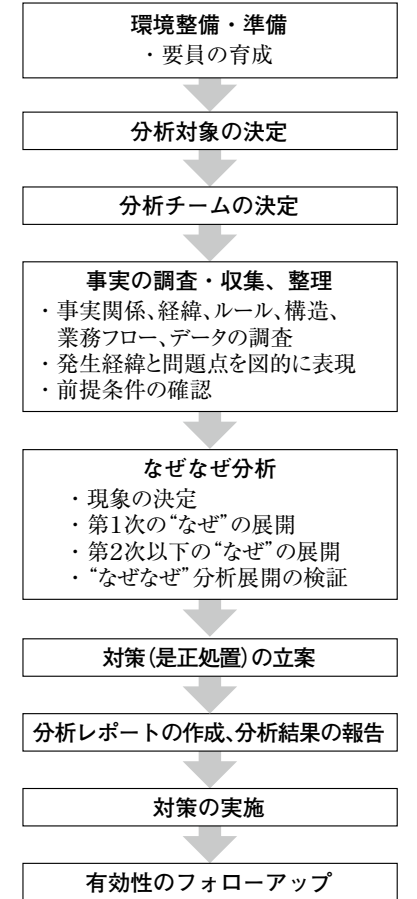 環境整備・準備
・要員の育成
分析対象の決定
分析チームの決定
事実の調査・収集、整理
・事実関係、経緯、ルール、構造、
業務フロー、データの調査
・発生経緯と問題点を図的に表現
・前提条件の確認
なぜなぜ分析
・現象の決定
・第1次の“なぜ”の展開
・第2次以下の“なぜ”の展開
・“なぜなぜ”分析展開の検証
対策(是正処置)の立案
分析レポートの作成、分析結果の報告
対策の実施
有効性のフォローアップ